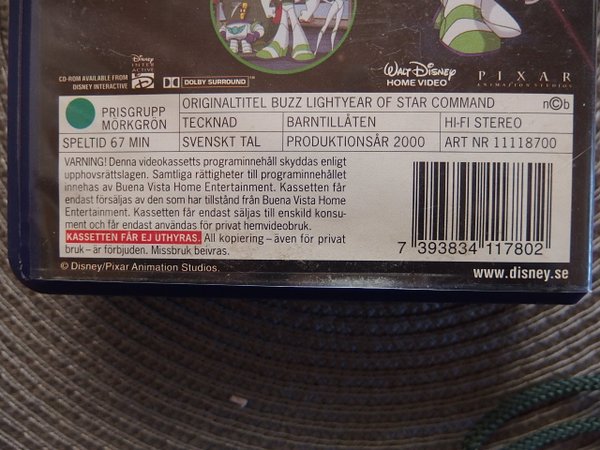 Disney
INTER
ACTIVE
CD-ROM AVAILABLE FROM
DISNEY INTERACTIVE
DOLBY SURROUND
WALT DISNEY
HOME VIDEO
PIXAR
ANIMATION STUDIOS
PRISGRUPP
MÖRKGRÖN
ORIGINALTITEL BUZZ LIGHTYEAR OF STAR COMMAND
n©b
TECKNAD
BARNTILLÅTEN
HI-FI STEREO
SPELTID 67 MIN
SVENSKT TAL
PRODUKTIONSÅR 2000
ART NR 11118700
VARNING! Denna videokassetts programinnehåll skyddas enligt
upphovsrättslagen. Samtliga rättigheter till programinnehållet
innehas av Buena Vista Home Entertainment. Kassetten får
endast försäljas av den som har tillstånd från Buena Vista Home
Entertainment. Kassetten får endast säljas till enskild konsu-
ment och får endast användas för privat hemvideobruk.
KASSETTEN FÅR EJ UTHYRAS. All kopiering – även för privat
bruk – är förbjuden. Missbruk beivras.
7 393834 117802
© Disney/Pixar Animation Studios.
www.disney.se